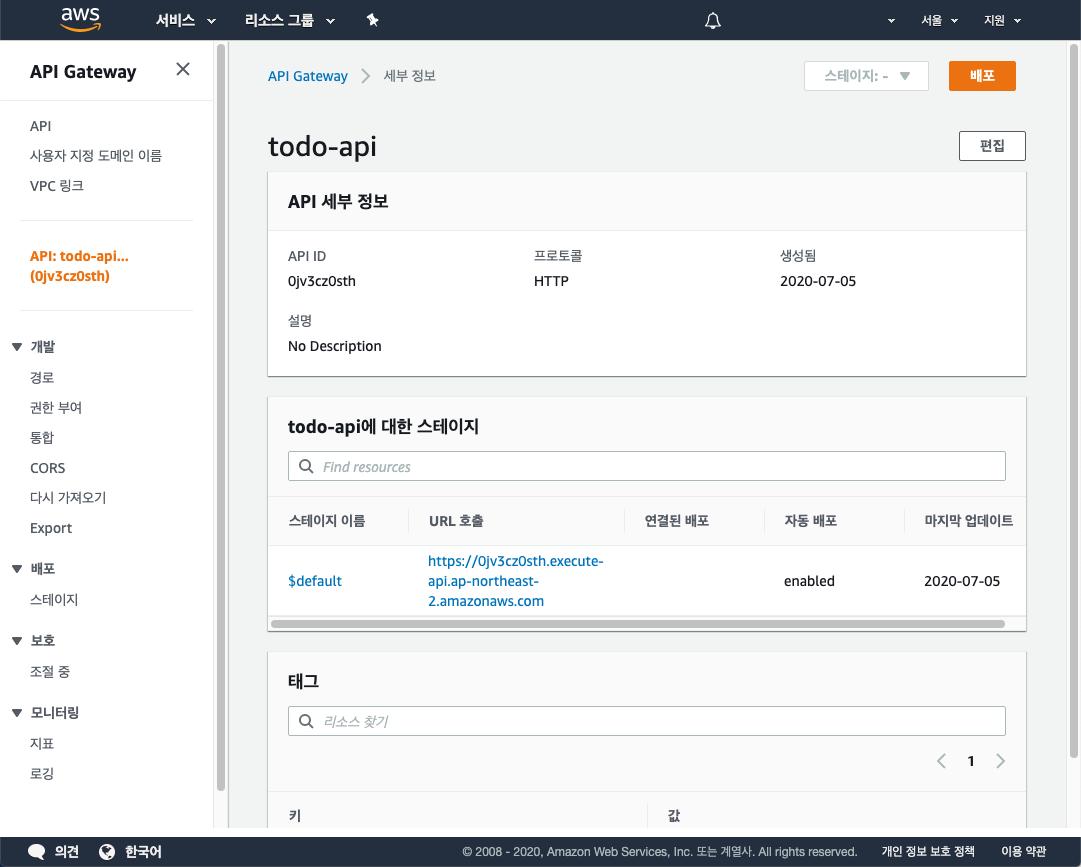 aws 서비스 리소스 그룹 서울 지원
API Gateway
API
사용자 지정 도메인 이름
VPC 링크
API: todo-api...
(0jv3cz0sth)
개발
경로
권한 부여
통합
CORS
다시 가져오기
Export
배포
스테이지
보호
조절 중
모니터링
지표
로깅
API Gateway 세부 정보
스테이지: -
배포
todo-api
편집
API 세부 정보
API ID 프로토콜 생성됨
0jv3cz0sth HTTP 2020-07-05
설명
No Description
todo-api에 대한 스테이지
Find resources
스테이지 이름 URL 호출 연결된 배포 자동 배포 마지막 업데이트
$default https://0jv3cz0sth.execute-
api.ap-northeast-
2.amazonaws.com
enabled 2020-07-05
태그
리소스 찾기
1
키 값
의견 한국어 © 2008 - 2020, Amazon Web Services, Inc. 또는 계열사. All rights reserved. 개인 정보 보호 정책 이용 약관